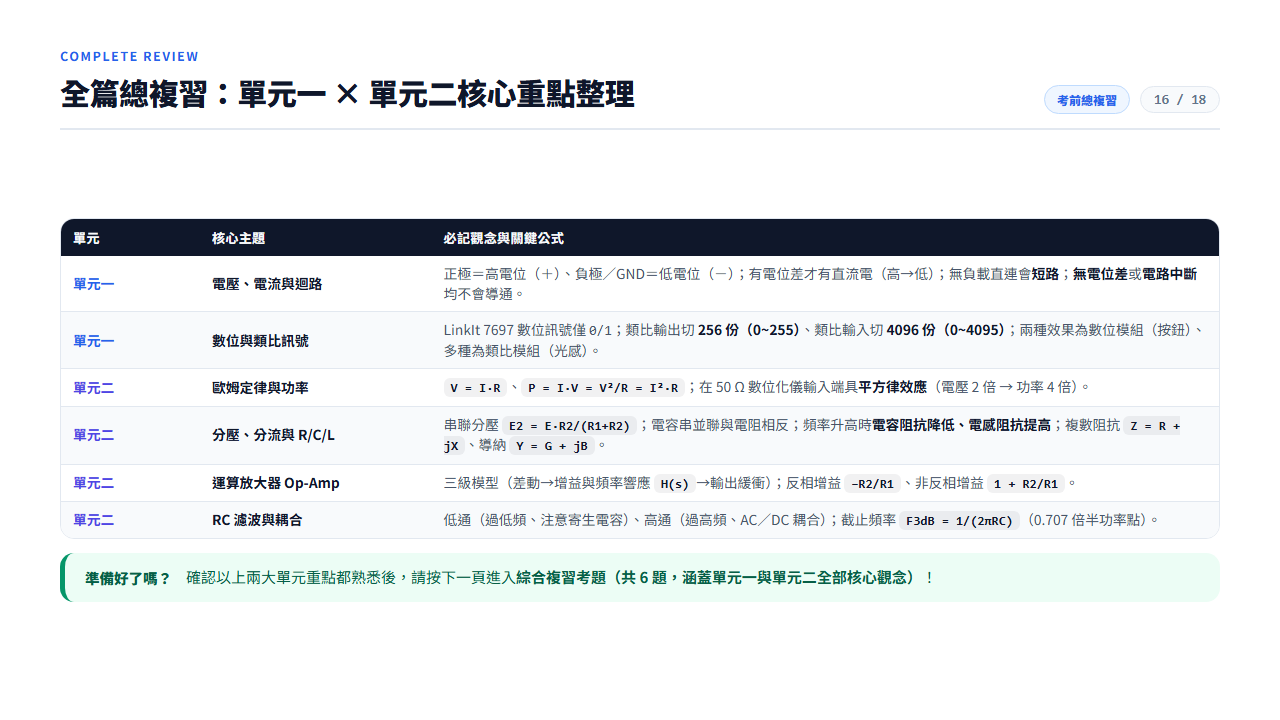 COMPLETE REVIEW
全篇總複習：單元一 × 單元二核心重點整理
考前總複習
16 / 18
單元 核心主題 必記觀念與關鍵公式
單元一 電壓、電流與迴路 正極＝高電位（＋）、負極／GND＝低電位（－）；有電位差才有直流電（高→低）；無負載直連會短路；無電位差或電路中斷
均不會導通。
單元一 數位與類比訊號 LinkIt 7697 數位訊號僅 0/1；類比輸出切 256 份（0~255）、類比輸入切 4096 份（0~4095）；兩種效果為數位模組（按鈕）、
多種為類比模組（光感）。
單元二 歐姆定律與功率 V = I·R 、 P = I·V = V²/R = I²·R ；在 50 Ω 數位化儀輸入端具平方律效應（電壓 2 倍 → 功率 4 倍）。
單元二 分壓、分流與 R/C/L 串聯分壓 E2 = E·R2/(R1+R2) ；電容串並聯與電阻相反；頻率升高時電容阻抗降低、電感阻抗提高；複數阻抗 Z = R +
jX 、導納 Y = G + jB 。
單元二 運算放大器 Op-Amp 三級模型（差動→增益與頻率響應 H(s) →輸出緩衝）；反相增益 −R2/R1 、非反相增益 1 + R2/R1 。
單元二 RC 濾波與耦合 低通（過低頻、注意寄生電容）、高通（過高頻、AC／DC 耦合）；截止頻率 F3dB = 1/(2πRC) （0.707 倍半功率點）。
準備好了嗎？ 確認以上兩大單元重點都熟悉後，請按下一頁進入綜合複習考題（共 6 題，涵蓋單元一與單元二全部核心觀念）！